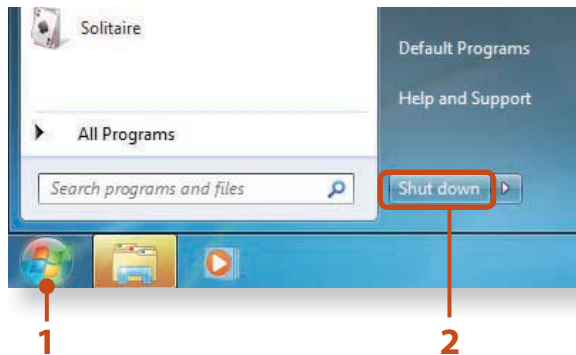 Solitaire
Default Programs
Help and Support
All Programs
Search programs and files
Shut down
1
2